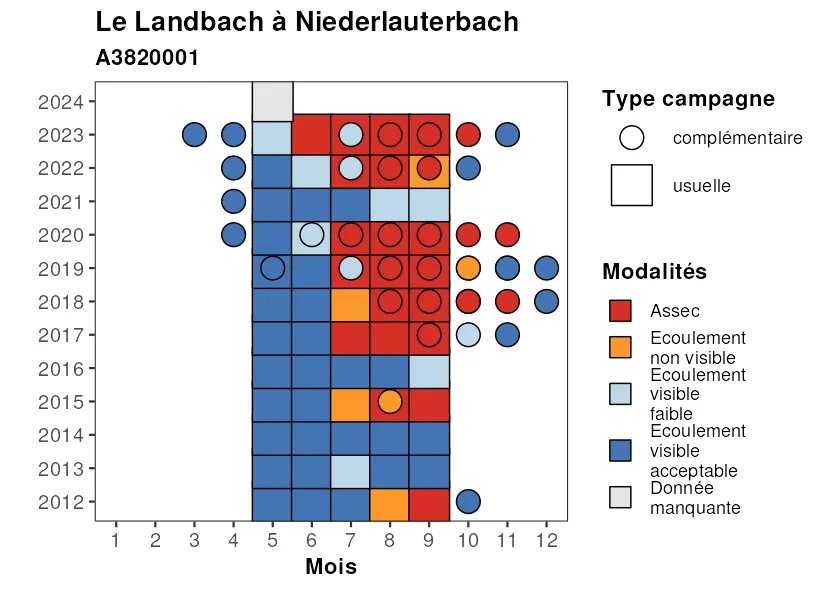 Le Landbach à Niederlauterbach
A3820001
2024
2023
2022
2021
2020
2019
2018
2017
2016
2015
2014
2013
2012
1 2 3 4 5 6 7 8 9 10 11 12
Mois
Type campagne
complémentaire
usuelle
Modalités
Assec
Ecoulement
non visible
Ecoulement
visible
faible
Ecoulement
visible
acceptable
Donnée
manquante